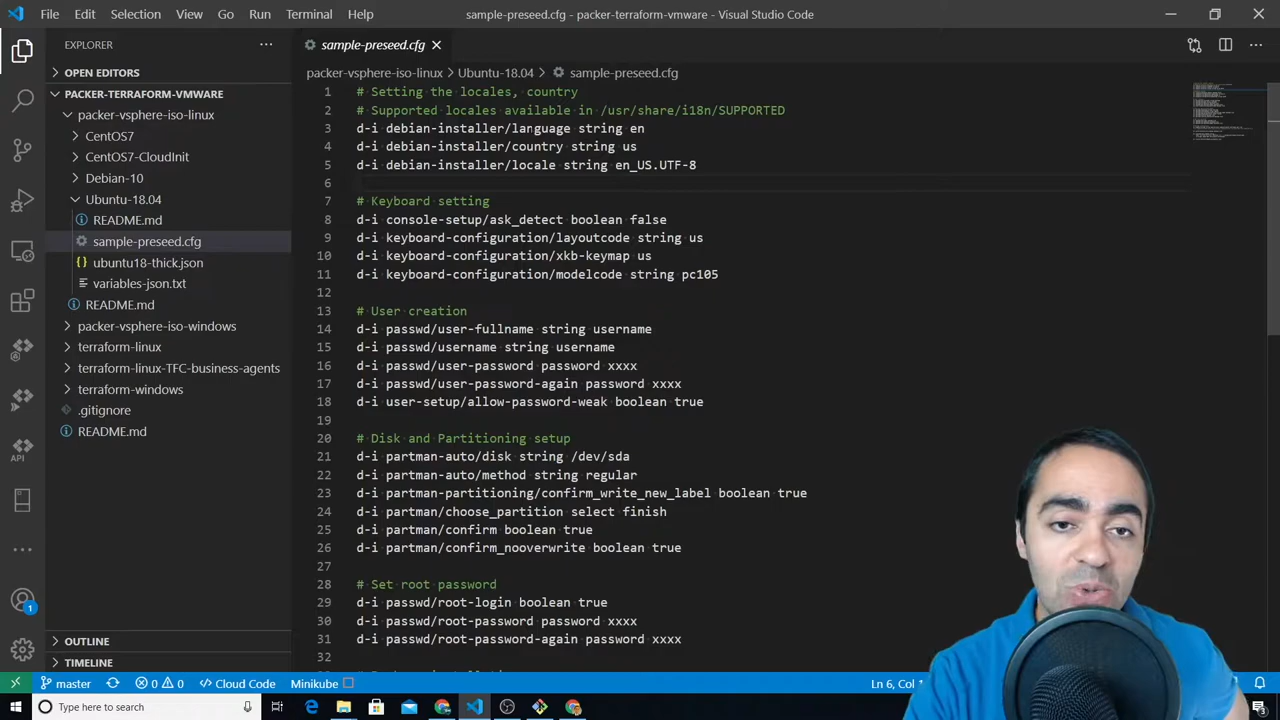 File Edit Selection View Go Run Terminal Help
sample-preseed.cfg - packer-terraform-vmware - Visual Studio Code
EXPLORER
OPEN EDITORS
PACKER-TERRAFORM-VMWARE
packer-vsphere-iso-linux
CentOS7
CentOS7-CloudInit
Debian-10
Ubuntu-18.04
README.md
sample-preseed.cfg
ubuntu18-thick.json
variables-json.txt
README.md
packer-vsphere-iso-windows
terraform-linux
terraform-linux-TFC-business-agents
terraform-windows
.gitignore
README.md
OUTLINE
TIMELINE
API
1
sample-preseed.cfg
packer-vsphere-iso-linux > Ubuntu-18.04 > sample-preseed.cfg
1 # Setting the locales, country
2 # Supported locales available in /usr/share/i18n/SUPPORTED
3 d-i debian-installer/language string en
4 d-i debian-installer/country string us
5 d-i debian-installer/locale string en_US.UTF-8
6
7 # Keyboard setting
8 d-i console-setup/ask_detect boolean false
9 d-i keyboard-configuration/layoutcode string us
10 d-i keyboard-configuration/xkb-keymap us
11 d-i keyboard-configuration/modelcode string pc105
12
13 # User creation
14 d-i passwd/user-fullname string username
15 d-i passwd/username string username
16 d-i passwd/user-password password xxxx
17 d-i passwd/user-password-again password xxxx
18 d-i user-setup/allow-password-weak boolean true
19
20 # Disk and Partitioning setup
21 d-i partman-auto/disk string /dev/sda
22 d-i partman-auto/method string regular
23 d-i partman-partitioning/confirm_write_new_label boolean true
24 d-i partman/choose_partition select finish
25 d-i partman/confirm boolean true
26 d-i partman/confirm_nooverwrite boolean true
27
28 # Set root password
29 d-i passwd/root-login boolean true
30 d-i passwd/root-password password xxxx
31 d-i passwd/root-password-again password xxxx
32
master 0 0 Cloud Code Minikube Ln 6, Col
Type here to search